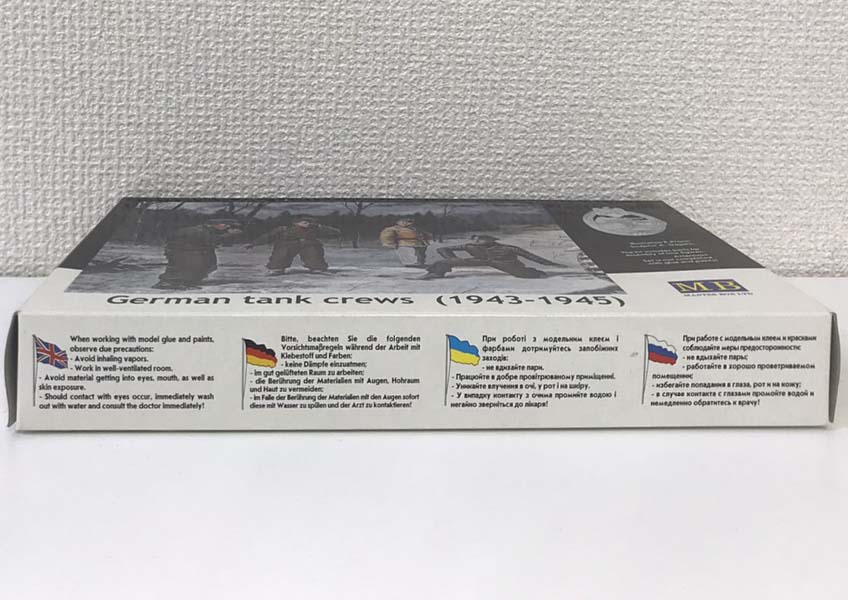 German tank crews (1943-1945)
MB
MASTER BOX LTD
When working with model glue and paints,
observe due precautions:
- Avoid inhaling vapors.
- Work in well-ventilated room.
- Avoid material getting into eyes, mouth, as well as
skin exposure.
- Should contact with eyes occur, immediately wash
out with water and consult the doctor immediately!
Bitte, beachten Sie die folgenden
Vorsichtsmaβregeln während der Arbeit mit
Klebestoff und Farben:
- keine Dämpfe einzuatmen;
- im gut gelüfteten Raum zu arbeiten;
- die Berührung der Materialien mit Augen, Hohraum
und Haut zu vermeiden;
- im Falle der Berührung der Materialien mit den Augen sofort
diese mit Wasser zu spülen und der Arzt zu kontaktieren!
При роботі з модельним клеєм і
фарбами дотримуйтесь запобіжних
заходів:
- не вдихайте пари.
- Працюйте в добре провітрюваному приміщенні.
- Уникайте влучення в очі, у рот і на шкіру.
- У випадку контакту з очима промийте водою і
негайно зверніться до лікаря!
При работе с модельным клеем и красками
соблюдайте меры предосторожности:
- не вдыхайте пары;
- работайте в хорошо проветриваемом
помещении;
- избегайте попадания в глаза, рот и на кожу;
- в случае контакта с глазами промойте водой и
немедленно обратитесь к врачу!